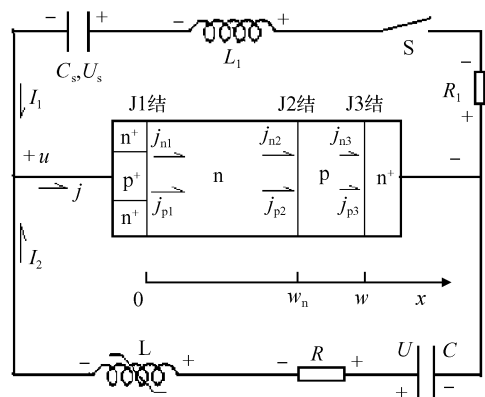 − + − +
C_s,U_s L_1 S − R_1 +
I_1 J1结 J2结 J3结
n⁺ j_n1 j_n2 j_n3
+u j p⁺ n p n⁺ −
n⁺ j_p1 j_p2 j_p3
I_2
0 w_n w x
− L + − R + U C
+ −